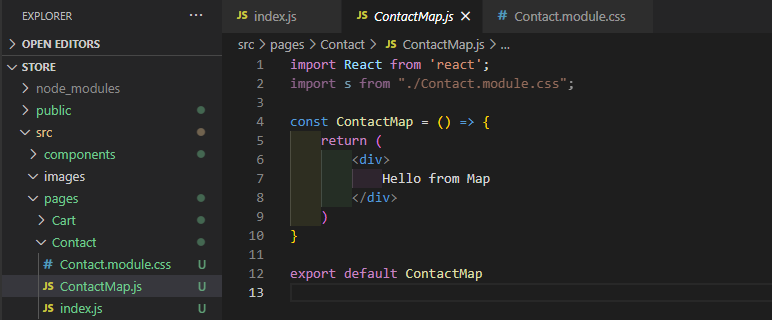 EXPLORER
OPEN EDITORS
STORE
node_modules
public
src
components
images
pages
Cart
Contact
# Contact.module.css U
JS ContactMap.js U
JS index.js U
JS index.js
JS ContactMap.js ×
# Contact.module.css
src > pages > Contact > JS ContactMap.js > ...
1 import React from 'react';
2 import s from "./Contact.module.css";
3
4 const ContactMap = () => {
5 return (
6 <div>
7 Hello from Map
8 </div>
9 )
10 }
11
12 export default ContactMap
13